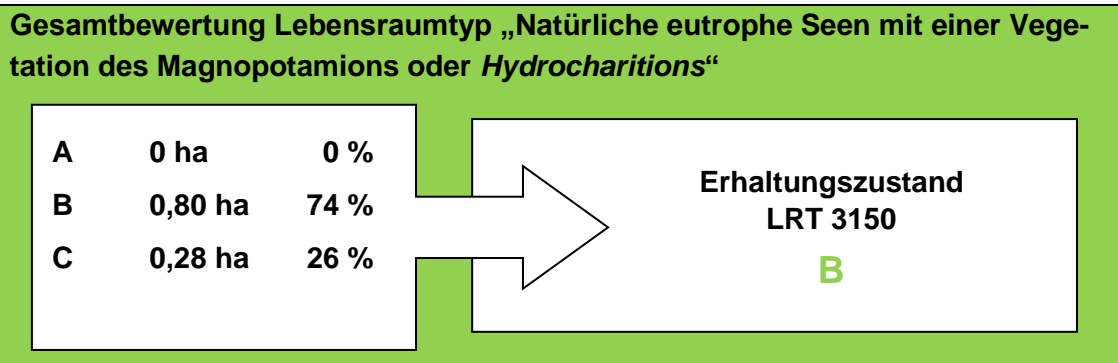 Gesamtbewertung Lebensraumtyp „Natürliche eutrophe Seen mit einer Vege-
tation des Magnopotamions oder Hydrocharitions“
A 0 ha 0 %
B 0,80 ha 74 %
C 0,28 ha 26 %
Erhaltungszustand
LRT 3150
B